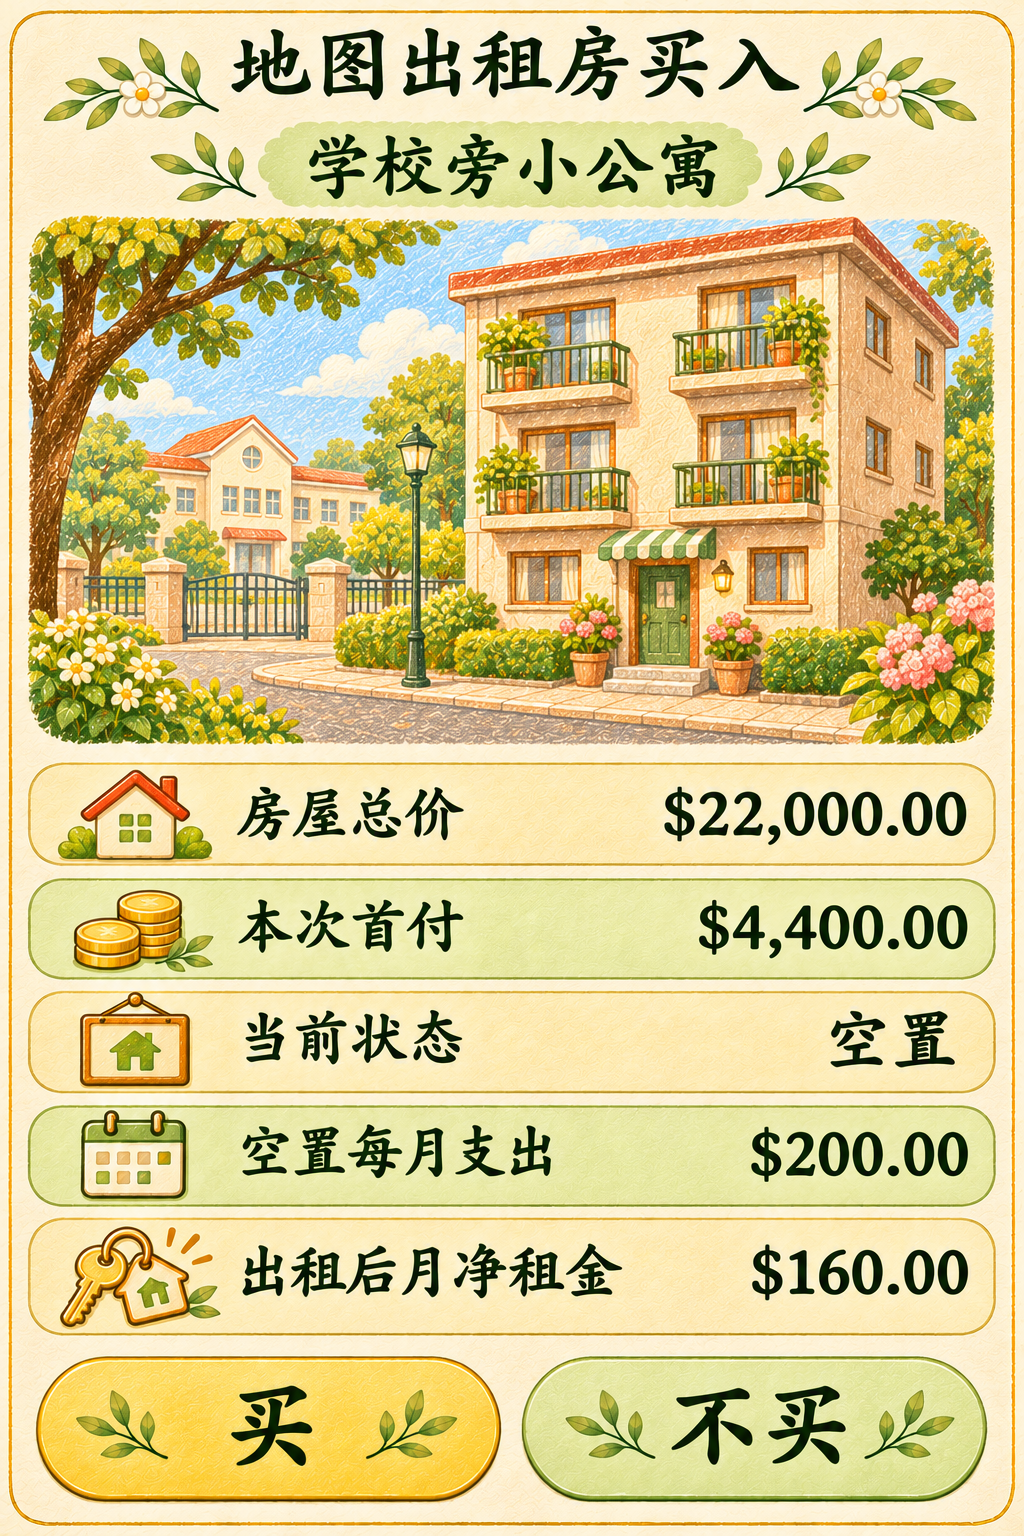 地图出租房买入
学校旁小公寓
房屋总价 $22,000.00
本次首付 $4,400.00
当前状态 空置
空置每月支出 $200.00
出租后月净租金 $160.00
买 不买